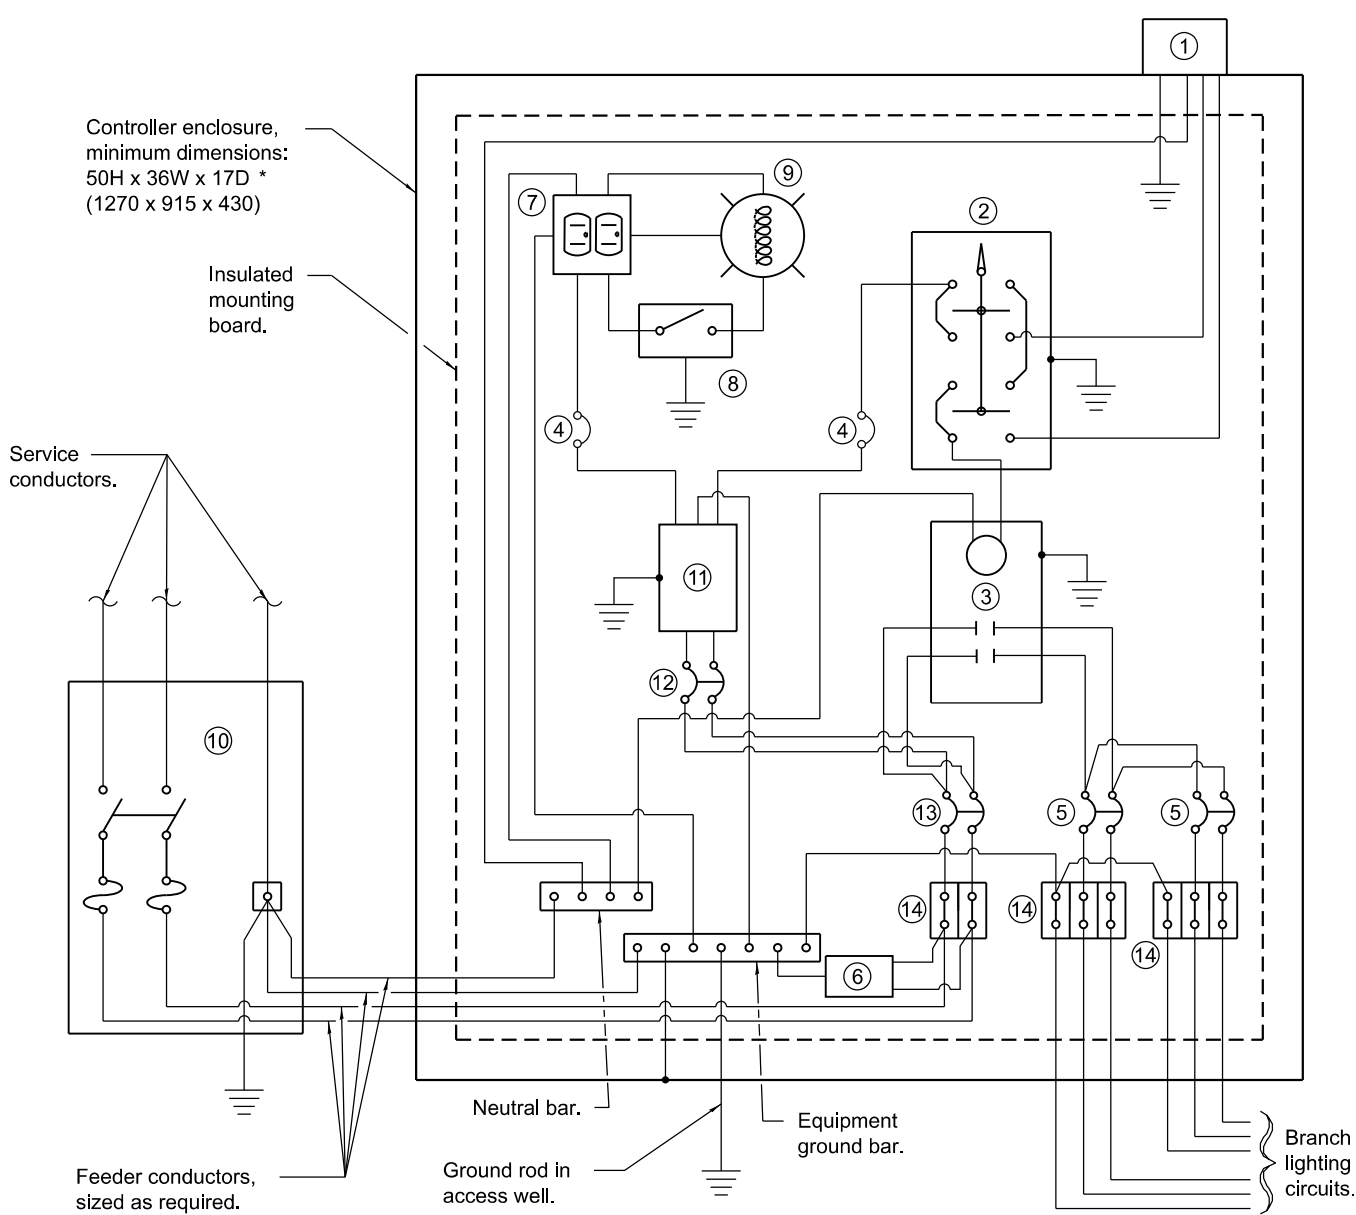 1
Controller enclosure,
minimum dimensions:
50H x 36W x 17D *
(1270 x 915 x 430)
9
7
2
Insulated
mounting
board.
8
4
4
Service
conductors.
11
3
12
10
13
5
5
14
14
14
6
Neutral bar.
Equipment
ground bar.
Branch
lighting
circuits.
Feeder conductors,
sized as required.
Ground rod in
access well.